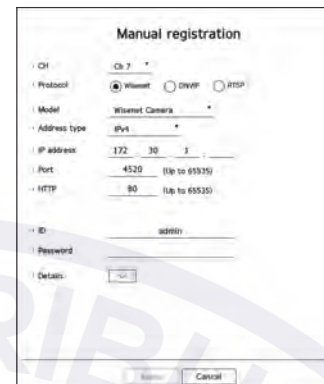 Manual registration
CH Ch 7
Protocol Wisenet ONVIF RTSP
Model Wisenet Camera
Address type IPv4
IP address 172 . 30 . 1 .
Port 4520 (Up to 65535)
HTTP 80 (Up to 65535)
ID admin
Password
Details
Cancel